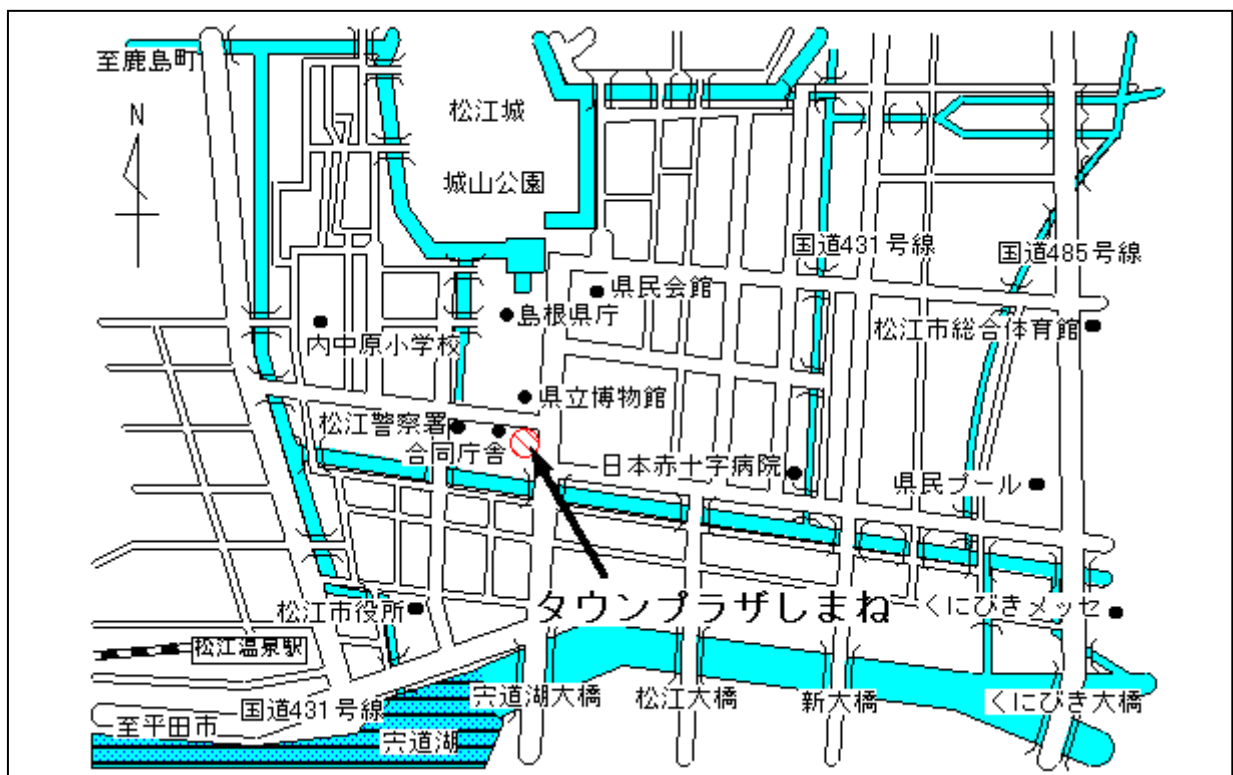 至鹿島町
N
松江城
城山公園
国道431号線
国道485号線
県民会館
島根県庁
松江市総合体育館
内中原小学校
県立博物館
松江警察署
合同庁舎
日本赤十字病院
県民プール
タウンプラザしまね
くにびきメッセ
松江市役所
松江温泉駅
国道431号線
宍道湖大橋
松江大橋
新大橋
くにびき大橋
至平田市
宍道湖